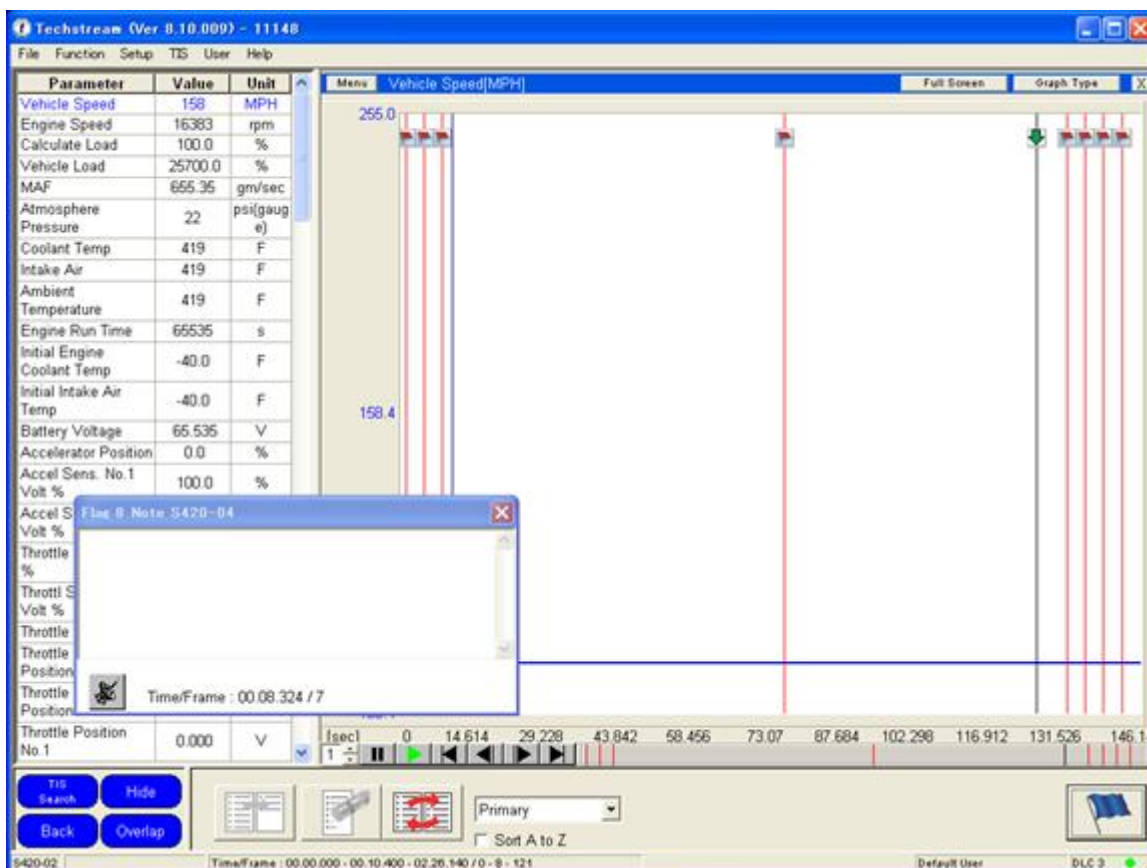 Techstream (Ver 8.10.009) - 11148
File Function Setup TIS User Help
Parameter Value Unit
Vehicle Speed 158 MPH
Engine Speed 16383 rpm
Calculate Load 100.0 %
Vehicle Load 25700.0 %
MAF 655.35 gm/sec
Atmosphere
Pressure 22 psi(gaug
e)
Coolant Temp 419 F
Intake Air 419 F
Ambient
Temperature 419 F
Engine Run Time 65535 s
Initial Engine
Coolant Temp -40.0 F
Initial Intake Air
Temp -40.0 F
Battery Voltage 65.535 V
Accelerator Position 0.0 %
Accel Sens. No.1
Volt % 100.0 %
Accel S
Volt %
Throttle
%
Throttl S
Volt %
Throttle
Throttle
Position
Throttle
Position
Throttle Position
No.1 0.000 V
Menu Vehicle Speed[MPH] Full Screen Graph Type X
255.0
158.4
Flag 8 Note S420-04
Time/Frame : 00.08.324 / 7
[sec] 0 14.614 29.228 43.842 58.456 73.07 87.684 102.298 116.912 131.526 146.1
1
TIS
Search
Hide
Back
Overlap
Primary
Sort A to Z
S420-02 Time/Frame : 00.00.000 - 00.10.400 - 02.26.140 / 0 - 8 - 121 Default User DLC 3